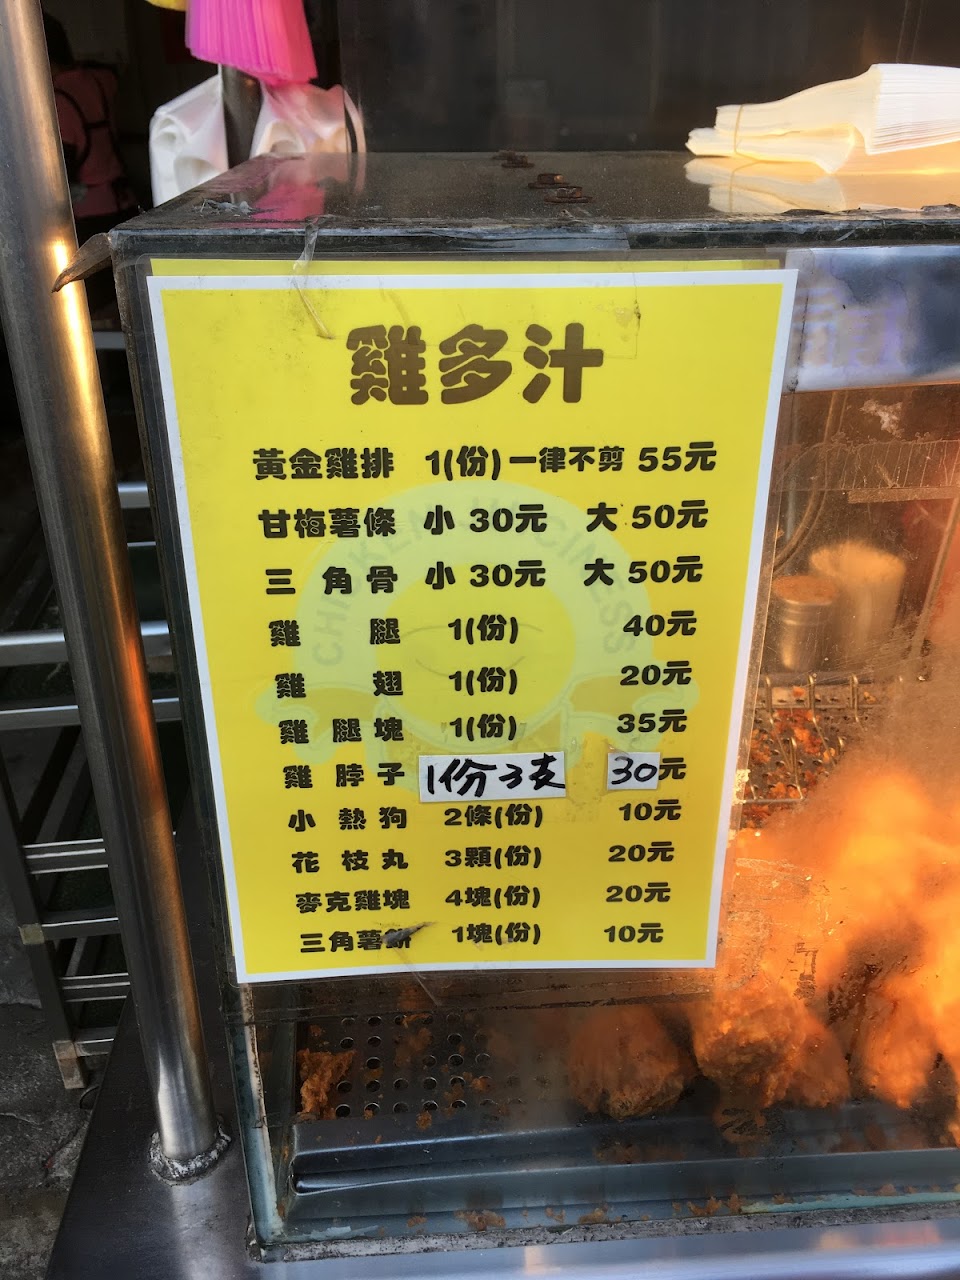 雞多汁
黃金雞排 1(份)一律不剪 55元
甘梅薯條 小 30元 大 50元
三角骨 小 30元 大 50元
雞腿 1(份) 40元
雞翅 1(份) 20元
雞腿塊 1(份) 35元
雞脖子 1份3支 30元
小熱狗 2條(份) 10元
花枝丸 3顆(份) 20元
麥克雞塊 4塊(份) 20元
三角薯餅 1塊(份) 10元